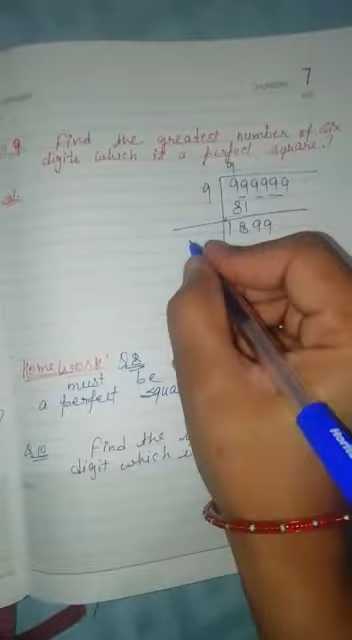 7
9 Find the greatest number of six
digits which is a perfect square.?
9
9 999999
81
1899
Homework: Q8
must be
a perfect squa
Q10 Find the
digit which i